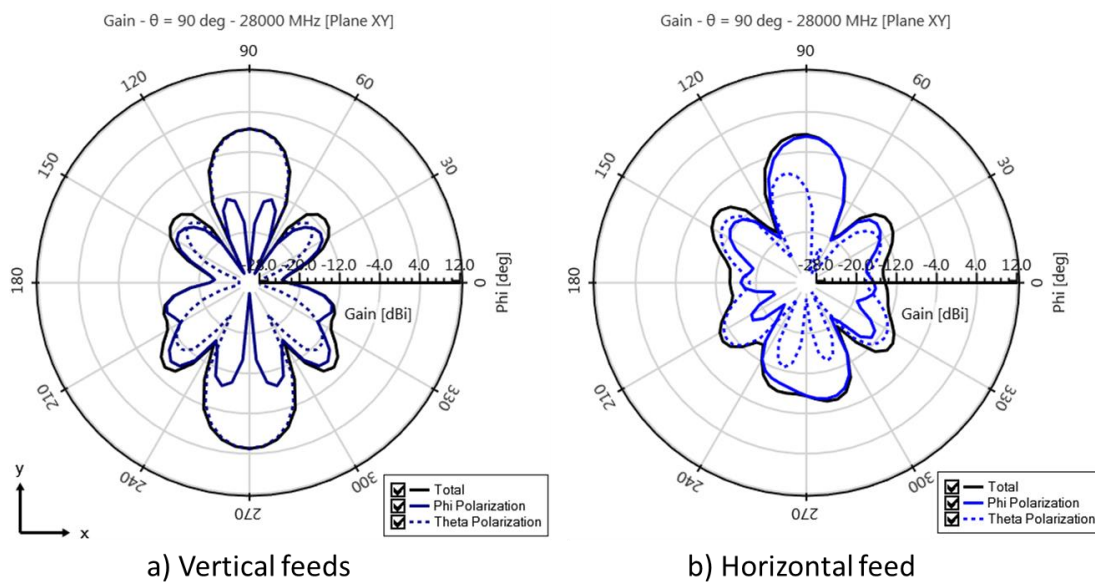 Gain - θ = 90 deg - 28000 MHz [Plane XY]
90
120
60
150
30
180
-28.0 -20.0 -12.0 -4.0 4.0 12.0
0
Gain [dBi]
Phi [deg]
210
330
240
300
270
Total
Phi Polarization
Theta Polarization
y
x
a) Vertical feeds
Gain - θ = 90 deg - 28000 MHz [Plane XY]
90
120
60
150
30
180
-28.0 -20.0 -12.0 -4.0 4.0 12.0
0
Gain [dBi]
Phi [deg]
210
330
240
300
270
Total
Phi Polarization
Theta Polarization
b) Horizontal feed